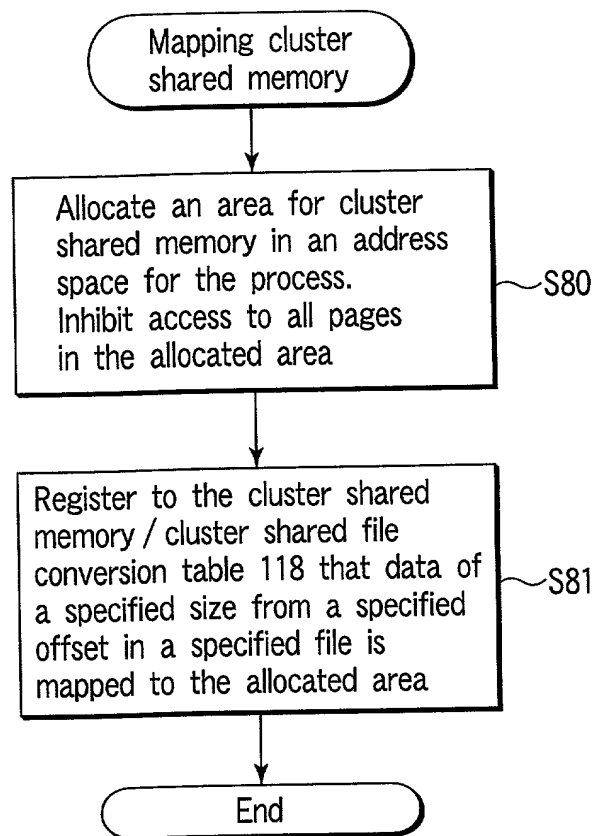 Mapping cluster
shared memory
Allocate an area for cluster
shared memory in an address
space for the process.
Inhibit access to all pages
in the allocated area
S80
Register to the cluster shared
memory / cluster shared file
conversion table 118 that data of
a specified size from a specified
offset in a specified file is
mapped to the allocated area
S81
End